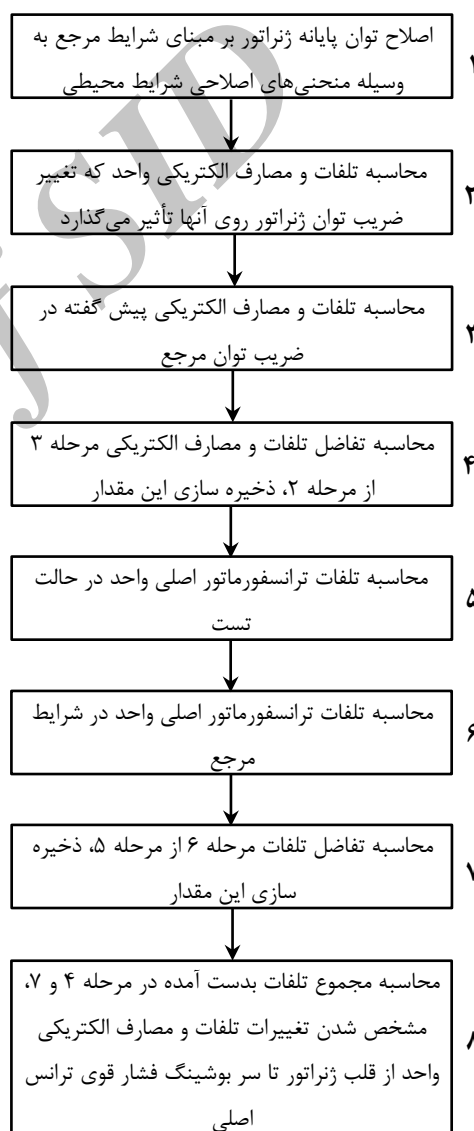 اصلاح توان پایانه ژنراتور بر مبنای شرایط مرجع به
وسیله منحنی‌های اصلاحی شرایط محیطی
۱
محاسبه تلفات و مصارف الکتریکی واحد که تغییر
ضریب توان ژنراتور روی آنها تأثیر می‌گذارد
۲
محاسبه تلفات و مصارف الکتریکی پیش گفته در
ضریب توان مرجع
۳
محاسبه تفاضل تلفات و مصارف الکتریکی مرحله ۳
از مرحله ۲، ذخیره سازی این مقدار
۴
محاسبه تلفات ترانسفورماتور اصلی واحد در حالت
تست
۵
محاسبه تلفات ترانسفورماتور اصلی واحد در شرایط
مرجع
۶
محاسبه تفاضل تلفات مرحله ۶ از مرحله ۵، ذخیره
سازی این مقدار
۷
محاسبه مجموع تلفات بدست آمده در مرحله ۴ و ۷،
مشخص شدن تغییرات تلفات و مصارف الکتریکی
واحد از قلب ژنراتور تا سر بوشینگ فشار قوی ترانس
اصلی
۸
SID